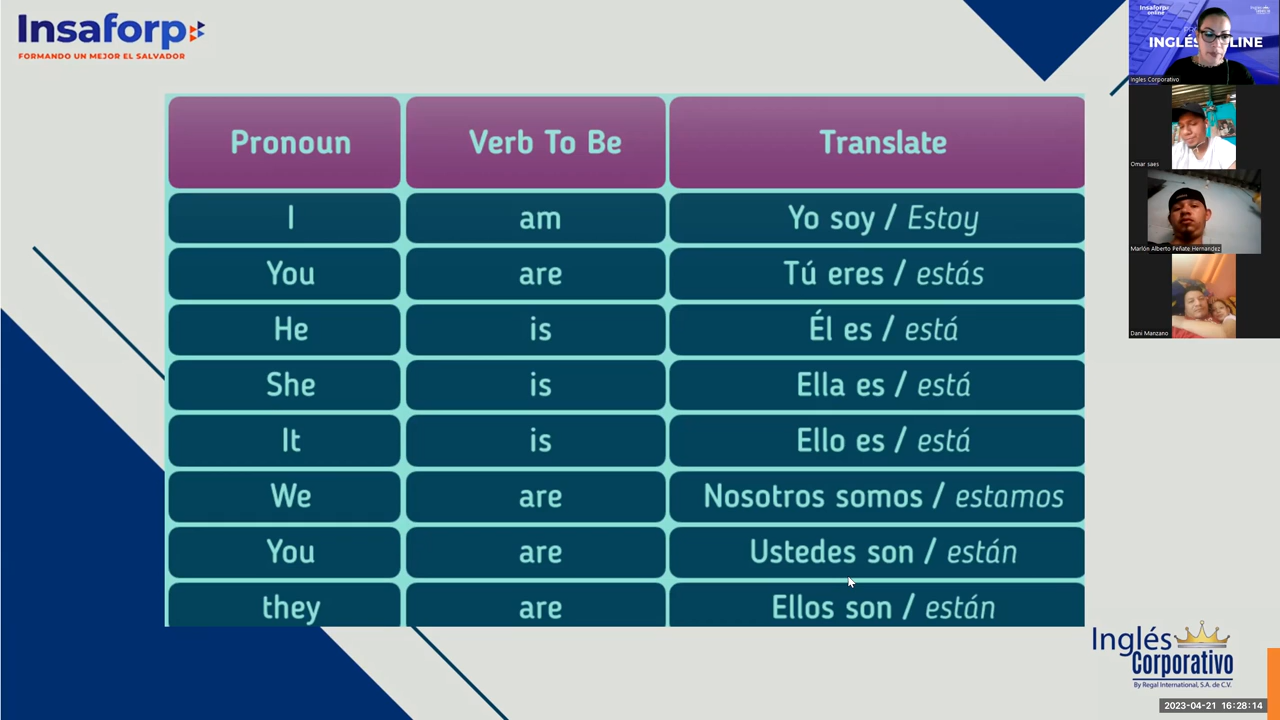 Insaforp
FORMANDO UN MEJOR EL SALVADOR
Pronoun Verb To Be Translate
I am Yo soy / Estoy
You are Tú eres / estás
He is Él es / está
She is Ella es / está
It is Ello es / está
We are Nosotros somos / estamos
You are Ustedes son / están
they are Ellos son / están
Insaforp
online
INGLÉS
LINE
Ingles Corporativo
Omar saes
Marlón Alberto Peñate Hernandez
Dani Manzano
Inglés
Corporativo
By Regal International, S.A. de C.V.
2023-04-21 16:28:14